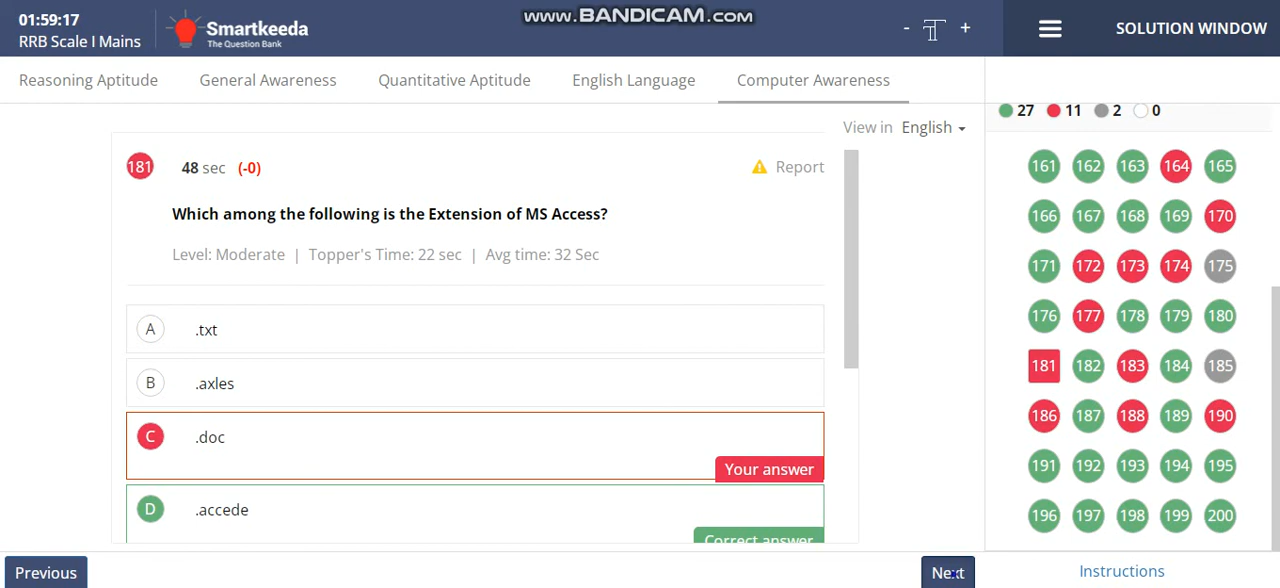 www.BANDICAM.com
01:59:17
RRB Scale I Mains
Smartkeeda
The Question Bank
- T +
SOLUTION WINDOW
Reasoning Aptitude General Awareness Quantitative Aptitude English Language Computer Awareness
27 11 2 0
View in English
181 48 sec (-0)
Report
Which among the following is the Extension of MS Access?
Level: Moderate | Topper's Time: 22 sec | Avg time: 32 Sec
A .txt
B .axles
C .doc
Your answer
D .accede
Correct answer
161 162 163 164 165
166 167 168 169 170
171 172 173 174 175
176 177 178 179 180
181 182 183 184 185
186 187 188 189 190
191 192 193 194 195
196 197 198 199 200
Previous
Next
Instructions